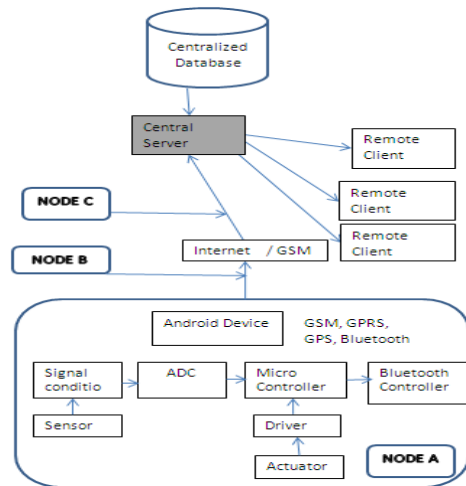 Centralized
Database
Central
Server
Remote
Client
Remote
Client
Remote
Client
NODE C
NODE B
Internet / GSM
Android Device
GSM, GPRS,
GPS, Bluetooth
Signal
conditio
ADC
Micro
Controller
Bluetooth
Controller
Sensor
Driver
Actuator
NODE A